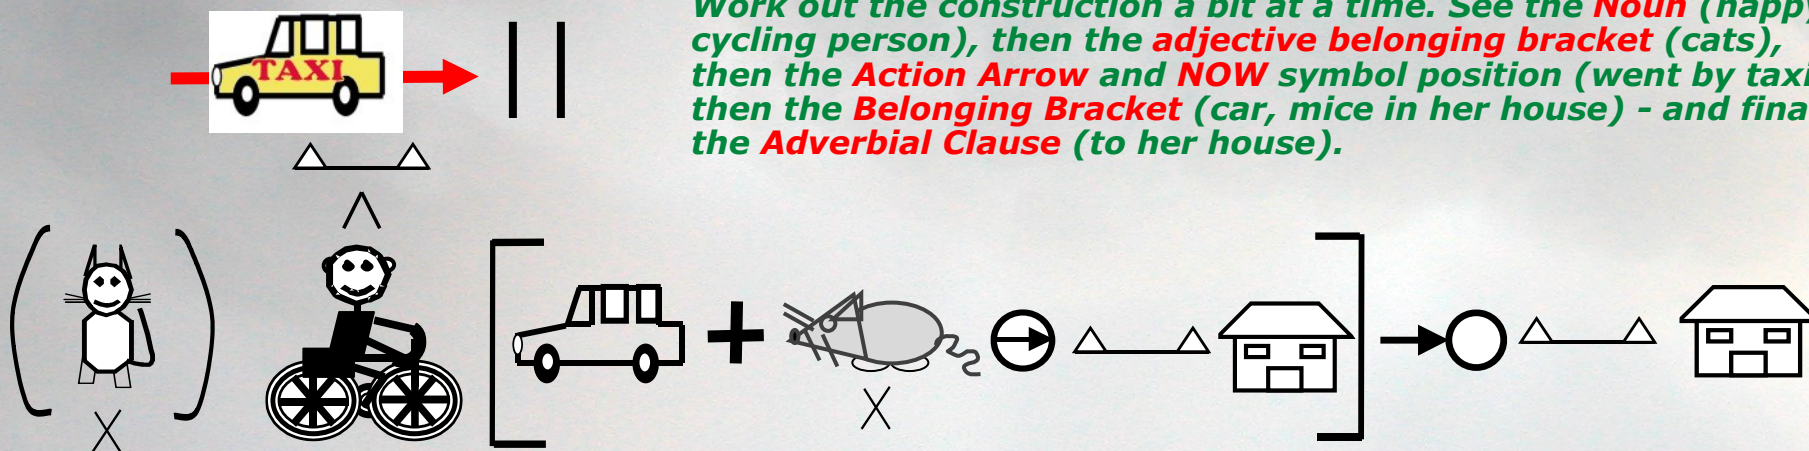 Work out the construction a bit at a time. See the Noun (happy
cycling person), then the adjective belonging bracket (cats),
then the Action Arrow and NOW symbol position (went by taxi
then the Belonging Bracket (car, mice in her house) - and fina
the Adverbial Clause (to her house).
TAXI